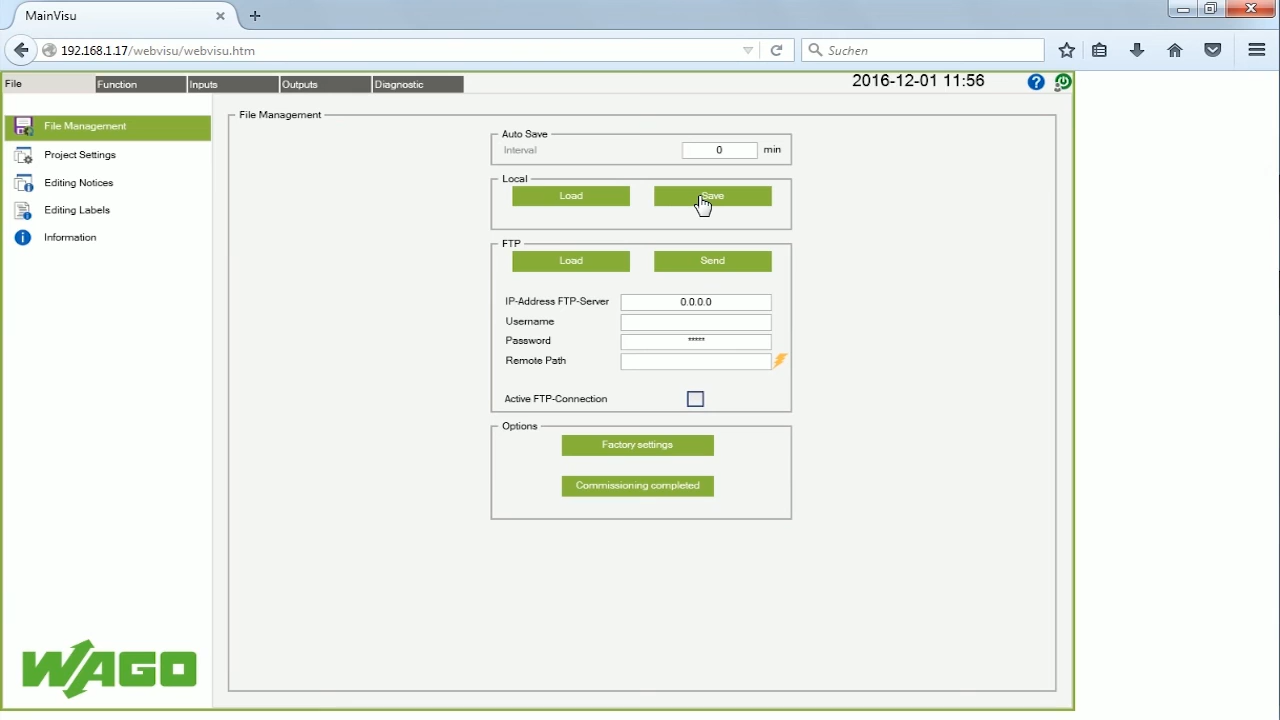 MainVisu
192.168.1.17/webvisu/webvisu.htm
Suchen
File
Function
Inputs
Outputs
Diagnostic
2016-12-01 11:56
File Management
Project Settings
Editing Notices
Editing Labels
Information
File Management
Auto Save
Interval
0
min
Local
Load
Save
FTP
Load
Send
IP-Address FTP-Server
0.0.0.0
Username
Password
*****
Remote Path
Active FTP-Connection
Options
Factory settings
Commissioning completed
WAGO